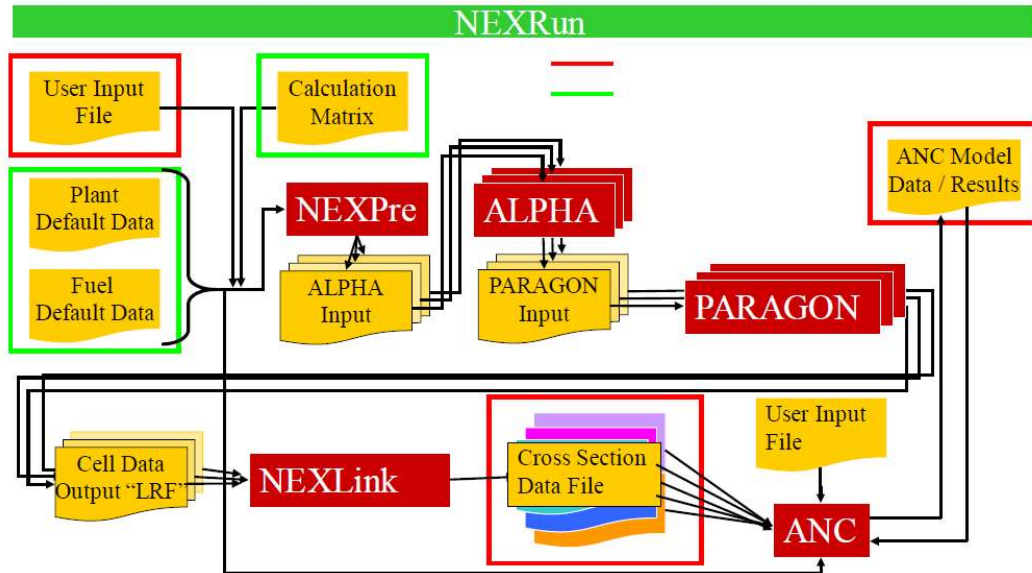 NEXRun
User Input
File
Calculation
Matrix
ANC Model
Data / Results
Plant
Default Data
NEXPre
ALPHA
Fuel
Default Data
ALPHA
Input
PARAGON
Input
PARAGON
User Input
File
Cell Data
Output “LRF”
NEXLink
Cross Section
Data File
ANC